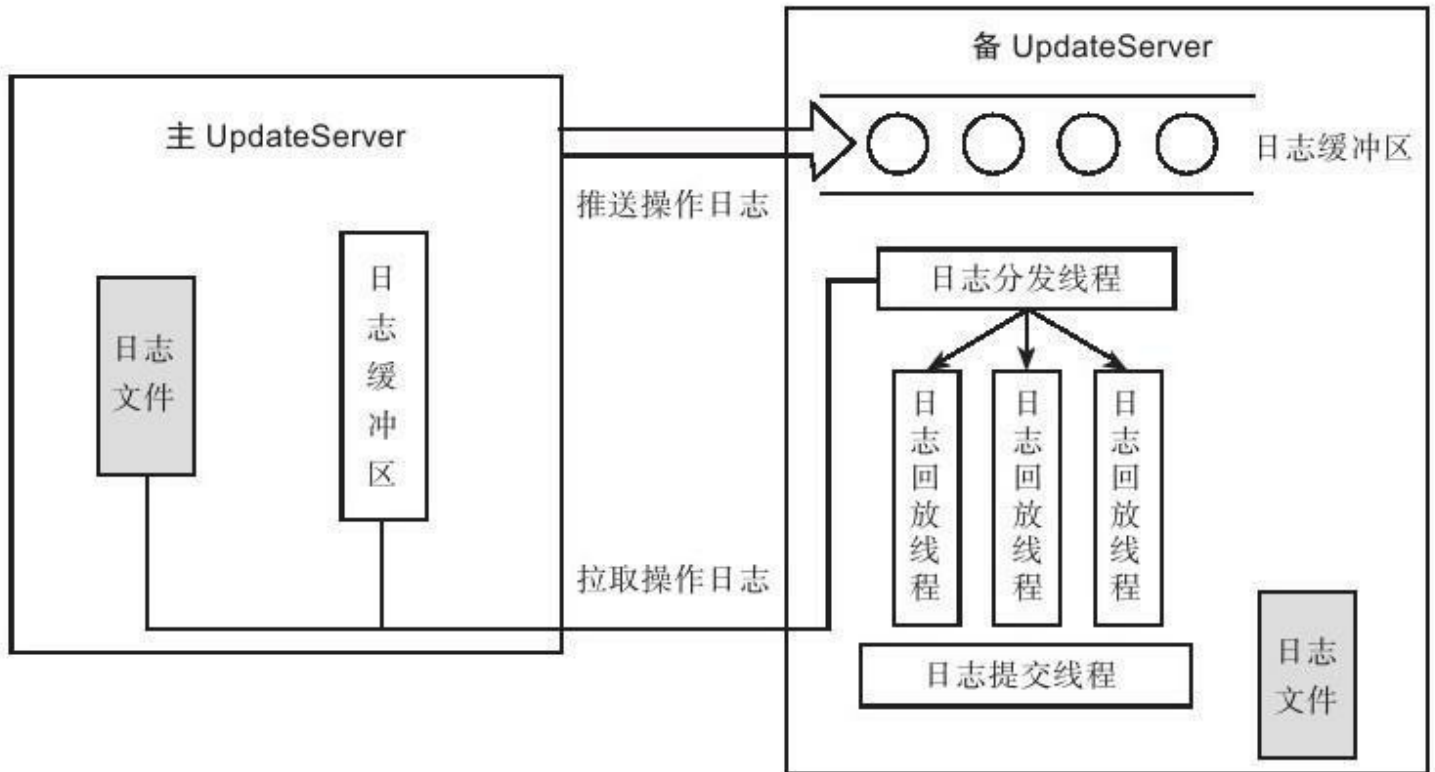 主 UpdateServer
日志
文件
日志缓冲区
推送操作日志
拉取操作日志
备 UpdateServer
日志缓冲区
日志分发线程
日志回放线程
日志回放线程
日志回放线程
日志提交线程
日志
文件